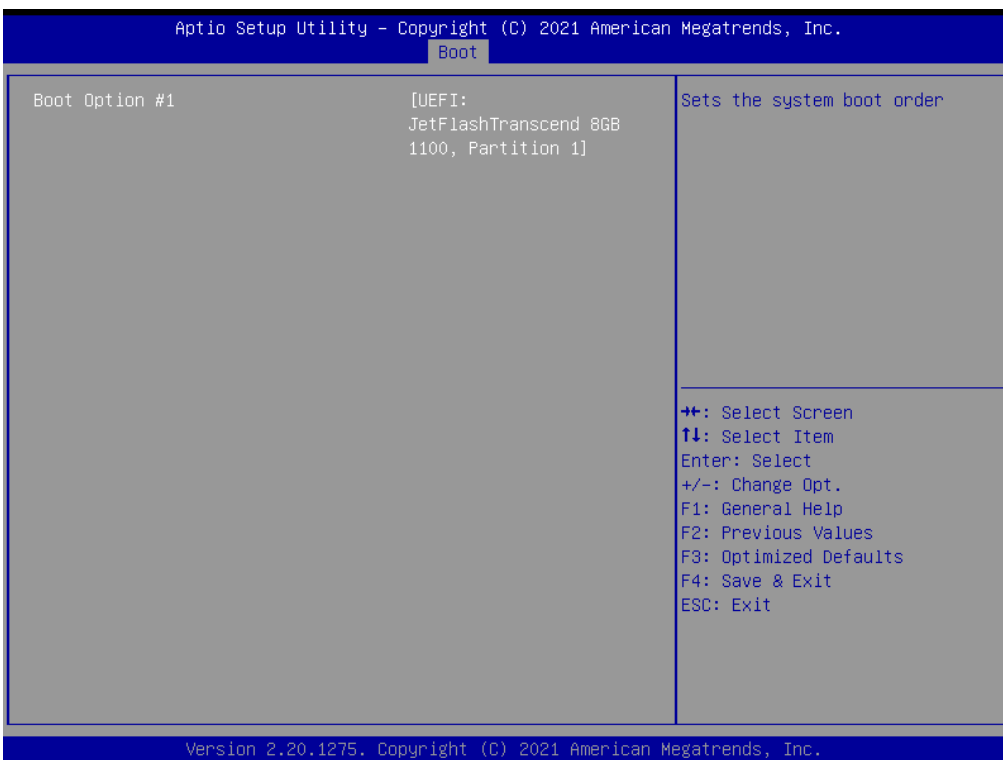 Aptio Setup Utility – Copyright (C) 2021 American Megatrends, Inc.
Boot
Boot Option #1
[UEFI:
JetFlashTranscend 8GB
1100, Partition 1]
Sets the system boot order
→←: Select Screen
↑↓: Select Item
Enter: Select
+/-: Change Opt.
F1: General Help
F2: Previous Values
F3: Optimized Defaults
F4: Save & Exit
ESC: Exit
Version 2.20.1275. Copyright (C) 2021 American Megatrends, Inc.